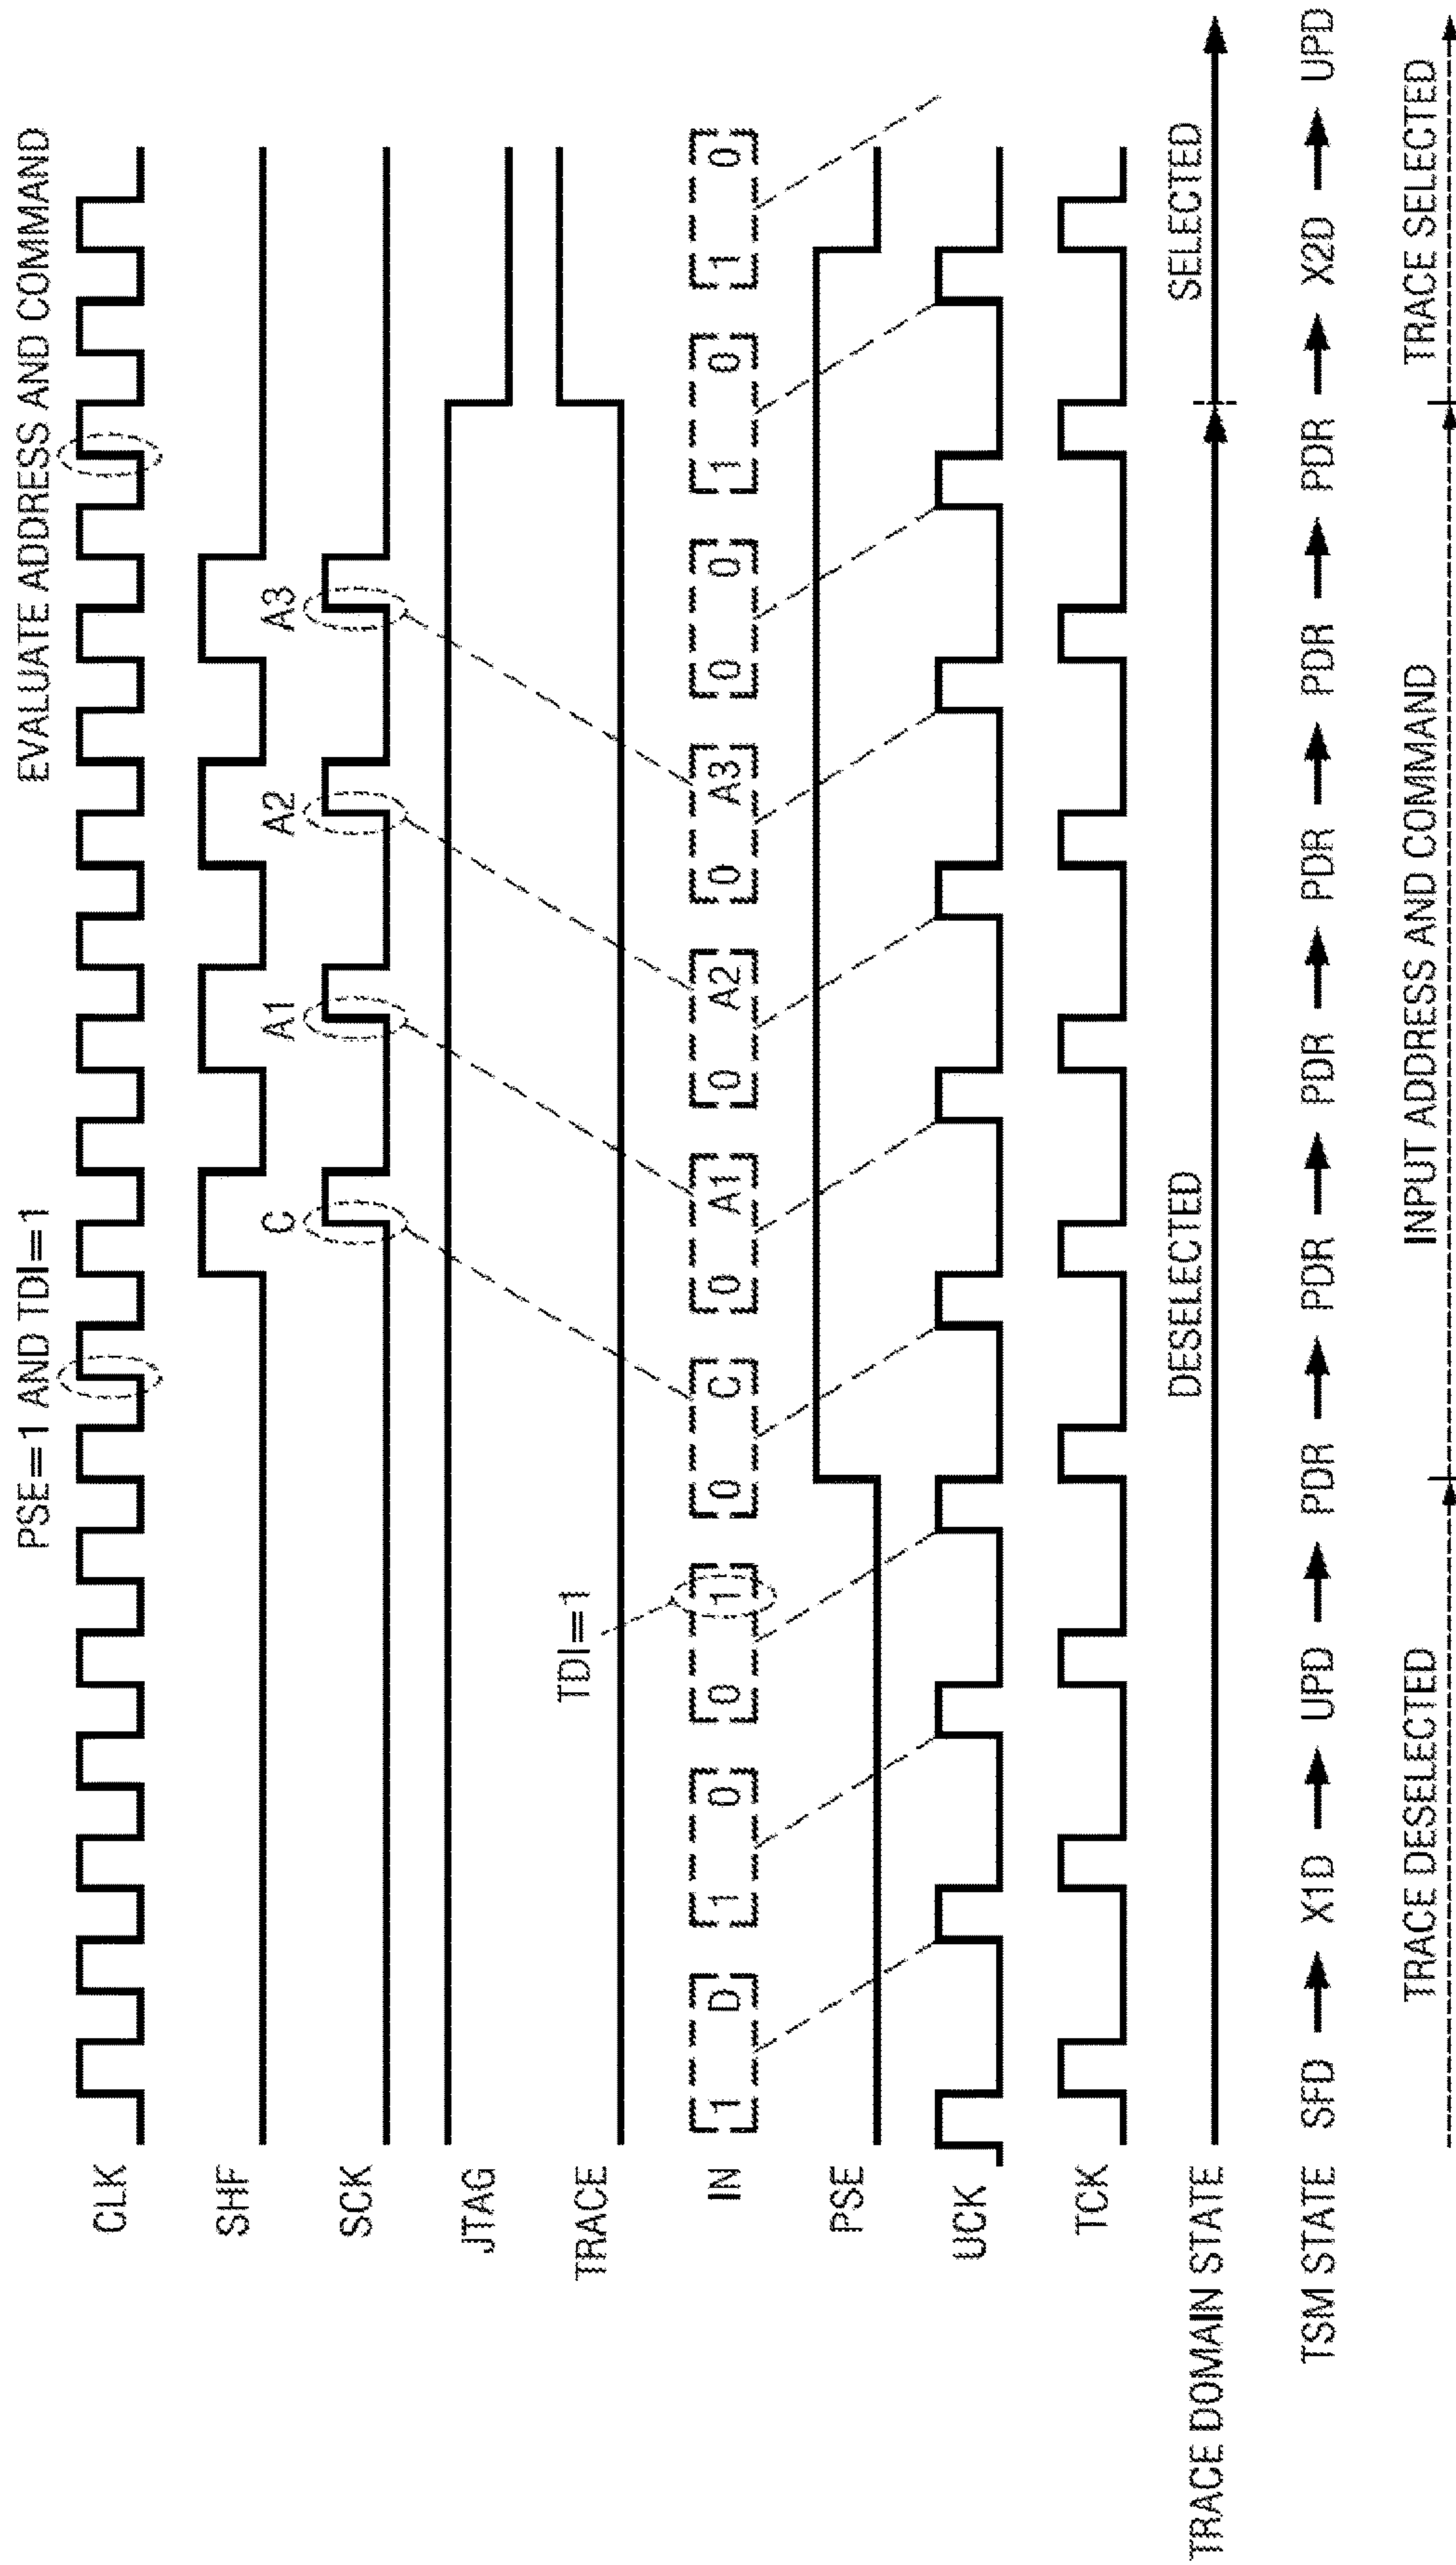 PSE=1 AND TDI=1 EVALUATE ADDRESS AND COMMAND
CLK
SHF
C A1 A2 A3
SCK
JTAG
TRACE
TDI=1
IN 1 D 1 0 0 1 0 C 0 A1 0 A2 0 A3 0 0 1 0 1 0
PSE
UCK
TCK
DESELECTED SELECTED
TRACE DOMAIN STATE
TSM STATE SFD X1D UPD PDR PDR PDR PDR PDR PDR X2D UPD
TRACE DESELECTED INPUT ADDRESS AND COMMAND TRACE SELECTED